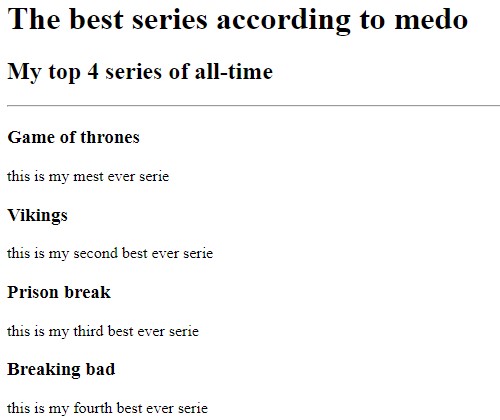 The best series according to medo
My top 4 series of all-time
Game of thrones
this is my mest ever serie
Vikings
this is my second best ever serie
Prison break
this is my third best ever serie
Breaking bad
this is my fourth best ever serie